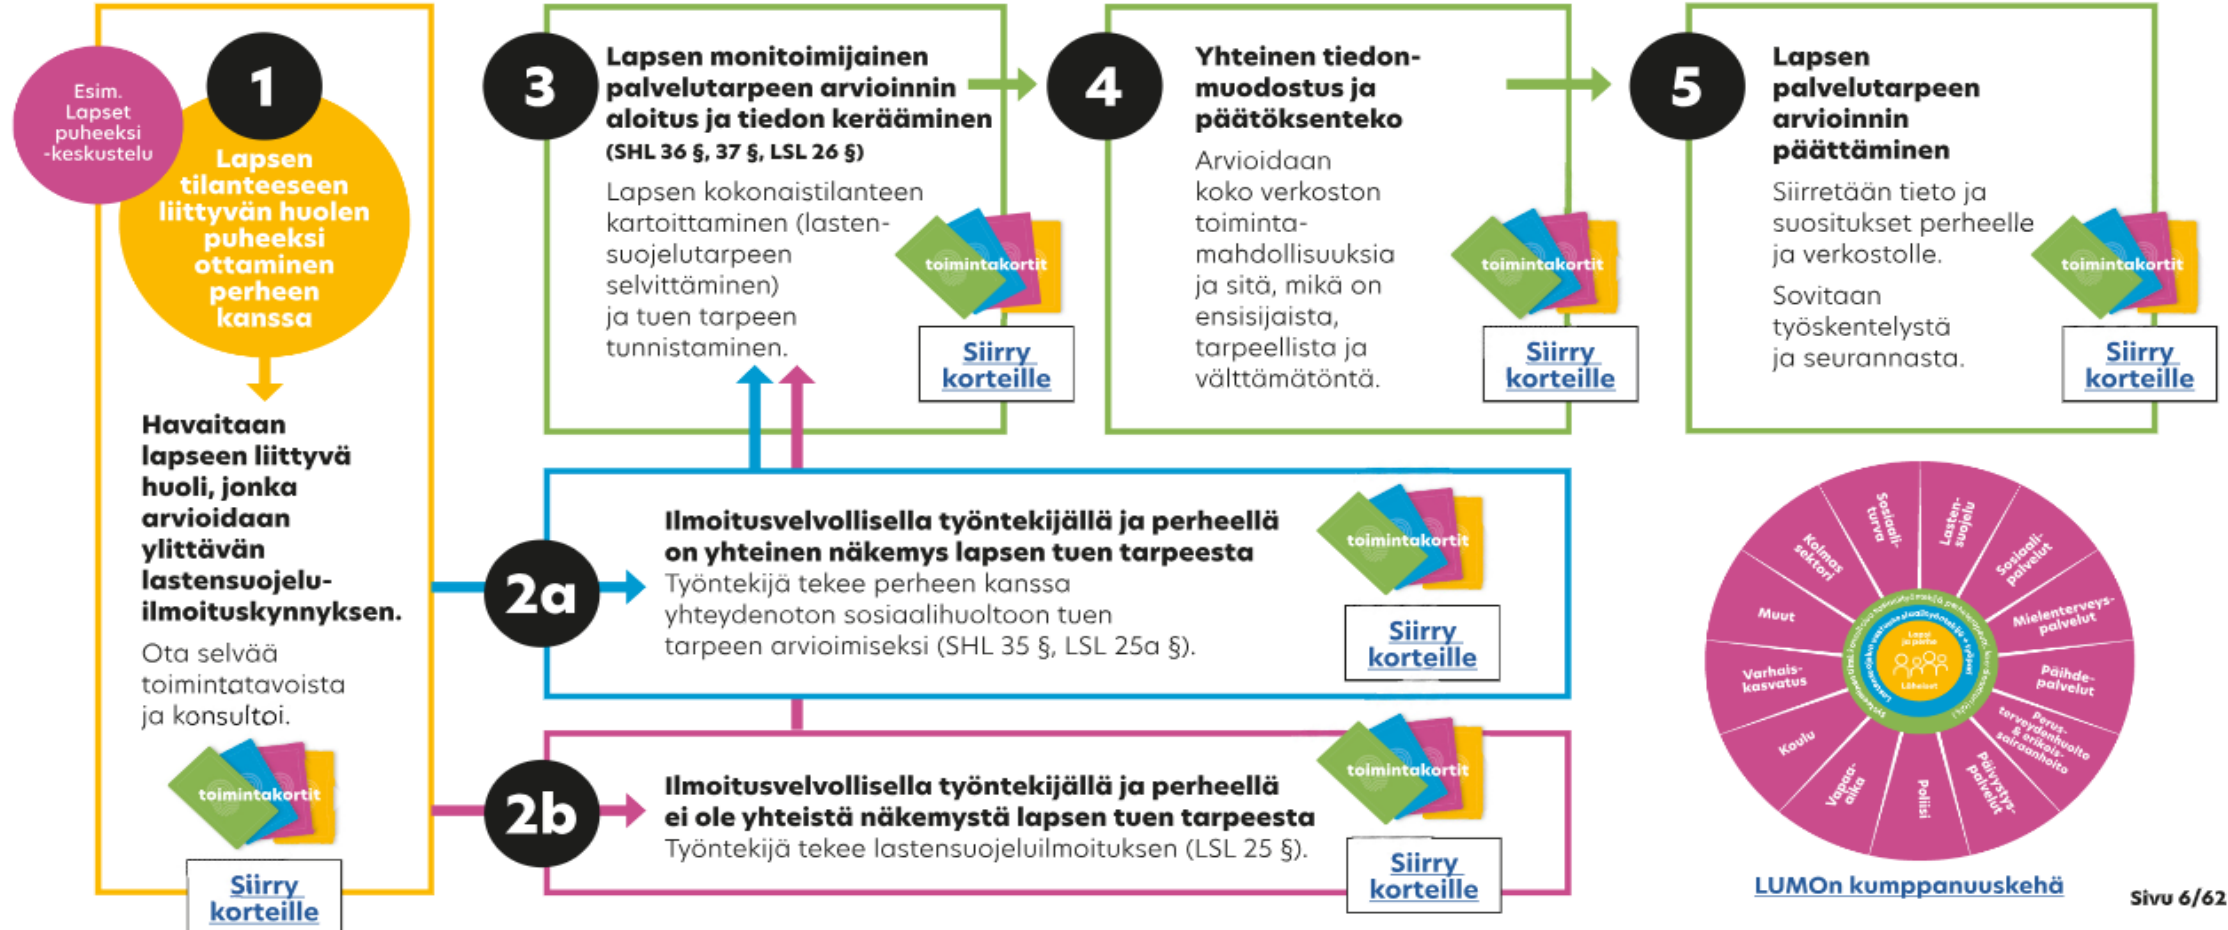 Esim.
Lapset
puheeksi
-keskustelu
1
Lapsen
tilanteeseen
liittyvän huolen
puheeksi
ottaminen
perheen
kanssa
Havaitaan
lapseen liittyvä
huoli, jonka
arvioidaan
ylittävän
lastensuojelu-
ilmoituskynnyksen.
Ota selvää
toimintatavoista
ja konsultoi.
toimintakortit
Siirry
korteille
2a
Ilmoitusvelvollisella työntekijällä ja perheellä
on yhteinen näkemys lapsen tuen tarpeesta
Työntekijä tekee perheen kanssa
yhteydenoton sosiaalihuoltoon tuen
tarpeen arvioimiseksi (SHL 35 §, LSL 25a §).
toimintakortit
Siirry
korteille
2b
Ilmoitusvelvollisella työntekijällä ja perheellä
ei ole yhteistä näkemystä lapsen tuen tarpeesta
Työntekijä tekee lastensuojeluilmoituksen (LSL 25 §).
toimintakortit
Siirry
korteille
3
Lapsen monitoimijainen
palvelutarpeen arvioinnin
aloitus ja tiedon kerääminen
(SHL 36 §, 37 §, LSL 26 §)
Lapsen kokonaistilanteen
kartoittaminen (lasten-
suojelutarpeen
selvittäminen)
ja tuen tarpeen
tunnistaminen.
toimintakortit
Siirry
korteille
4
Yhteinen tiedon-
muodostus ja
päätöksenteko
Arvioidaan
koko verkoston
toiminta-
mahdollisuuksia
ja sitä, mikä on
ensisijaista,
tarpeellista ja
välttämätöntä.
toimintakortit
Siirry
korteille
5
Lapsen
palvelutarpeen
arvioinnin
päättäminen
Siirretään tieto ja
suositukset perheelle
ja verkostolle.
Sovitaan
työskentelystä
ja seurannasta.
toimintakortit
Siirry
korteille
Lasten-
suojelu
Sosiaali-
palvelut
Mielenterveys-
palvelut
Päihde-
palvelut
Perus-
terveydenhuolto
& erikois-
sairaanhoito
Päivystys-
palvelut
Poliisi
Vapaa-
aika
Koulu
Varhais-
kasvatus
Muut
Kolmas
sektori
Sosiaali-
turva
Lapsi
ja perhe
Läheiset
LUMOn kumppanuuskehä
Sivu 6/62